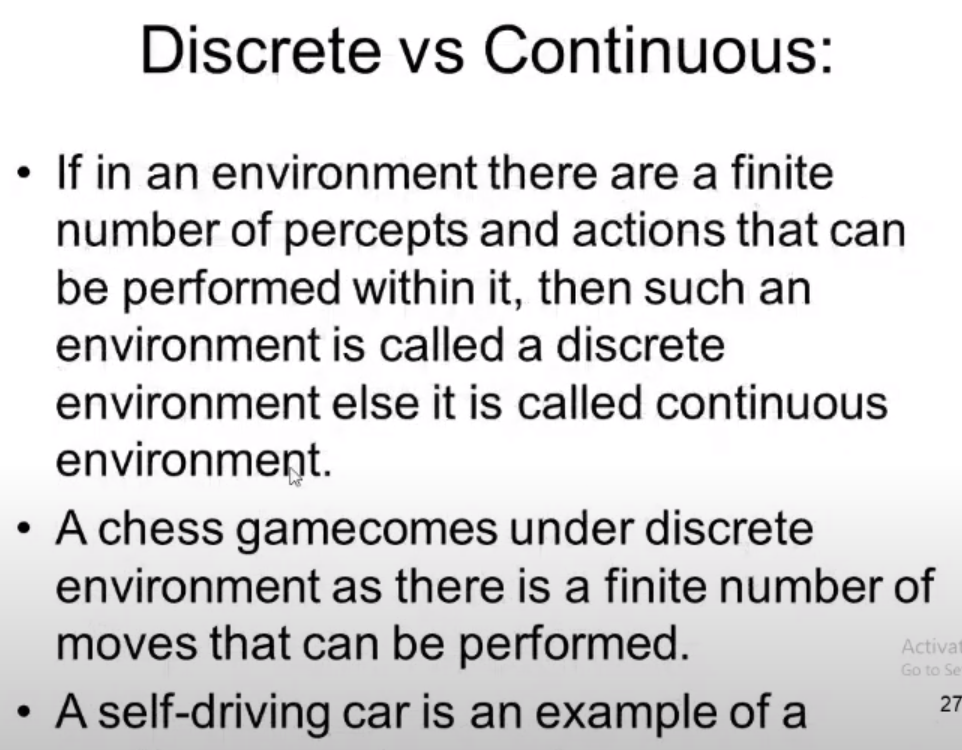 Discrete vs Continuous:
• If in an environment there are a finite
number of percepts and actions that can
be performed within it, then such an
environment is called a discrete
environment else it is called continuous
environment.
• A chess gamecomes under discrete
environment as there is a finite number of
moves that can be performed.
Activat
Go to Se
• A self-driving car is an example of a
27